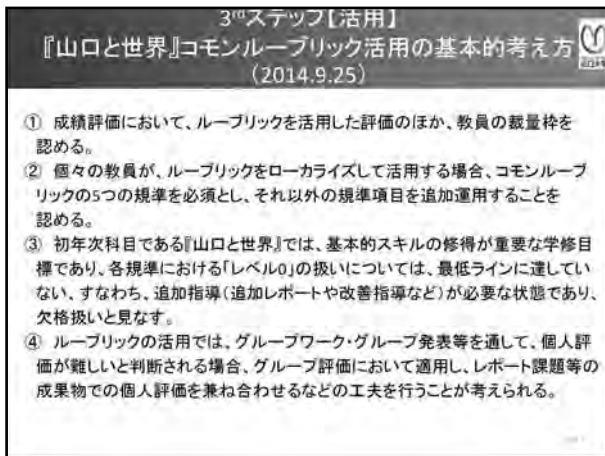 3rdステップ【活用】
『山口と世界』コモンルーブリック活用の基本的考え方
（2014.9.25）
① 成績評価において、ルーブリックを活用した評価のほか、教員の裁量枠を
認める。
② 個々の教員が、ルーブリックをローカライズして活用する場合、コモンルーブ
リックの5つの規準を必須とし、それ以外の規準項目を追加運用することを
認める。
③ 初年次科目である『山口と世界』では、基本的スキルの修得が重要な学修目
標であり、各規準における「レベル0」の扱いについては、最低ラインに達してい
ない、すなわち、追加指導（追加レポートや改善指導など）が必要な状態であり、
欠格扱いと見なす。
④ ルーブリックの活用では、グループワーク・グループ発表等を通して、個人評
価が難しいと判断される場合、グループ評価において適用し、レポート課題等の
成果物での個人評価を兼ね合わせるなどの工夫を行うことが考えられる。